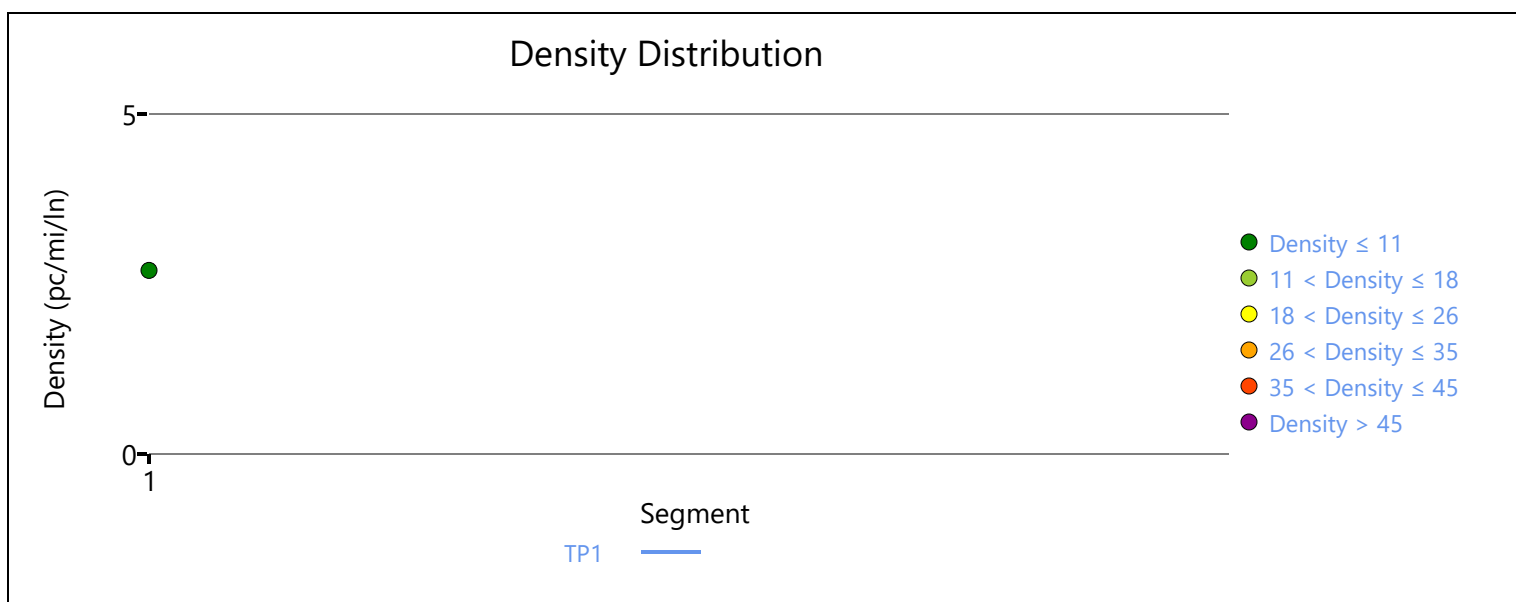 Density Distribution
5
Density (pc/mi/ln)
0
1
Segment
TP1
Density ≤ 11
11 < Density ≤ 18
18 < Density ≤ 26
26 < Density ≤ 35
35 < Density ≤ 45
Density > 45